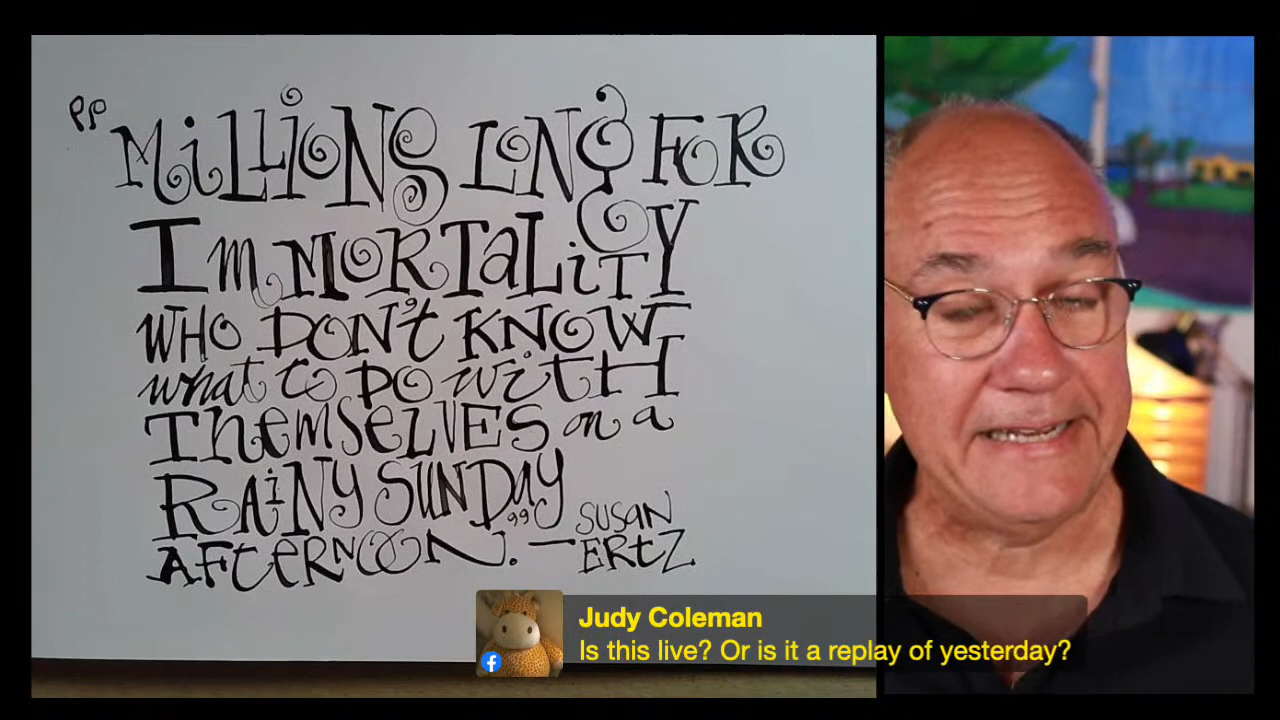 “MiLLiONS LONG FOR
ImMORTaLiTY
WHO DON't KNOW
what to DO witH
THemSeLVES on a
RAiNy SUNDay
AFteRNOON.” — SUSAN
ERtZ
Judy Coleman
Is this live? Or is it a replay of yesterday?